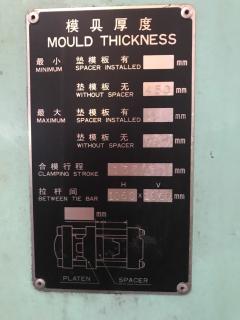 模具厚度
MOULD THICKNESS
最小 垫模板 有 mm
MINIMUM SPACER INSTALLED
垫模板 无 450 mm
WITHOUT SPACER
最大 垫模板 有 mm
MAXIMUM SPACER INSTALLED
垫模板 无 mm
WITHOUT SPACER
合模行程 mm
CLAMPING STROKE
H V
拉杆间 × mm
BETWEEN TIE BAR
mm
PLATEN SPACER